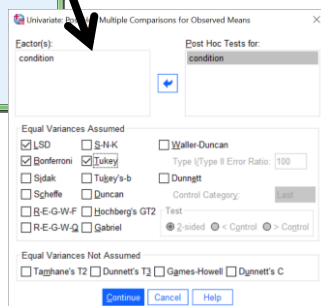 Univariate: Po Multiple Comparisons for Observed Means
Factor(s): Post Hoc Tests for:
condition condition
Equal Variances Assumed
LSD S-N-K Waller-Duncan
Bonferroni Tukey Type I/Type II Error Ratio: 100
Sidak Tukey's-b Dunnett
Scheffe Duncan Control Category: Last
R-E-G-W-F Hochberg's GT2 Test
R-E-G-W-Q Gabriel 2-sided < Control > Control
Equal Variances Not Assumed
Tamhane's T2 Dunnett's T3 Games-Howell Dunnett's C
Continue Cancel Help